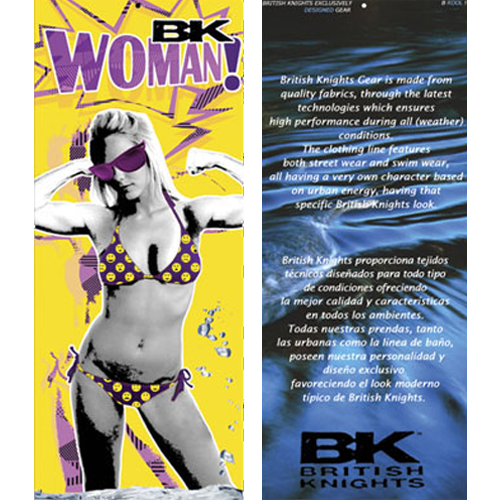 BK
WOMAN!
BRITISH KNIGHTS EXCLUSIVELY
DESIGNED GEAR
B KOOL
British Knights Gear is made from
quality fabrics, through the latest
technologies which ensures
high performance during all (weather)
conditions.
The clothing line features
both street wear and swim wear,
all having a very own character based
on urban energy, having that
specific British Knights look.
British Knights proporciona tejidos
técnicos diseñados para todo tipo
de condiciones ofreciendo
la mejor calidad y características
en todos los ambientes.
Todas nuestras prendas, tanto
las urbanas como la linea de baño,
poseen nuestra personalidad y
diseño exclusivo
favoreciendo el look moderno
típico de British Knights.
BK™
BRITISH
KNIGHTS